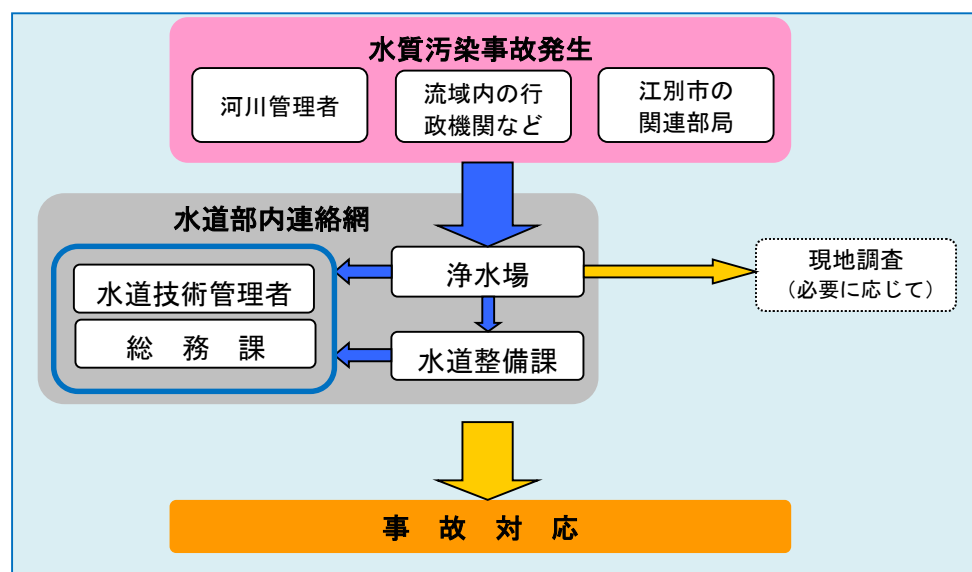 水質汚染事故発生
河川管理者
流域内の行
政機関など
江別市の
関連部局
水道部内連絡網
浄水場
現地調査
（必要に応じて）
水道技術管理者
総　務　課
水道整備課
事　故　対　応